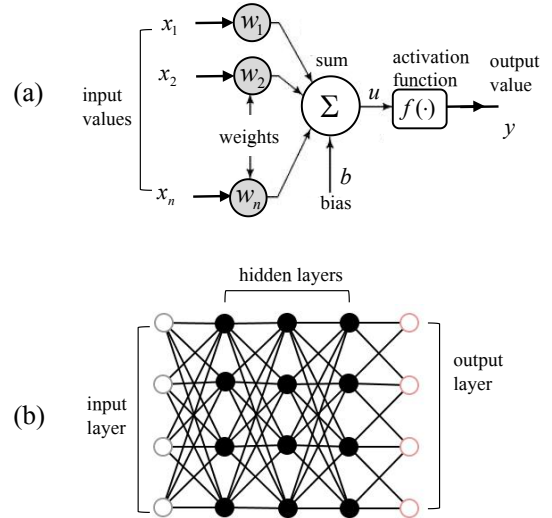 (a)
input
values
x₁
x₂
xₙ
w₁
w₂
wₙ
weights
sum
Σ
b
bias
u
activation
function
f(·)
output
value
y
(b)
hidden layers
input
layer
output
layer